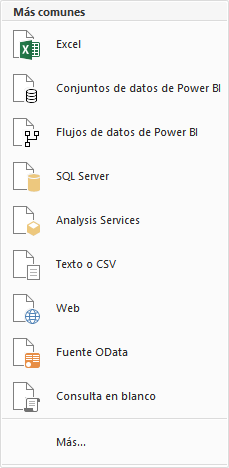 Más comunes
Excel
Conjuntos de datos de Power BI
Flujos de datos de Power BI
SQL Server
Analysis Services
Texto o CSV
Web
Fuente OData
Consulta en blanco
Más...